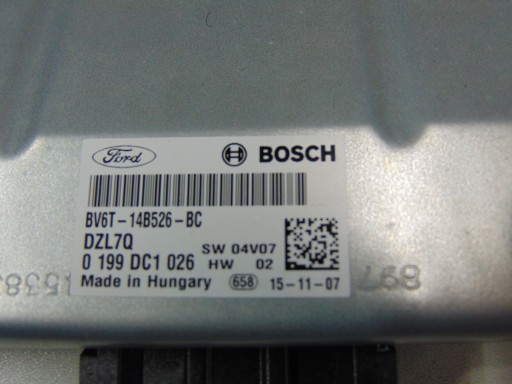 Ford BOSCH
BV6T-14B526-BC
DZL7Q
SW 04V07
0 199 DC1 026 HW 02
Made in Hungary 658 15-11-07